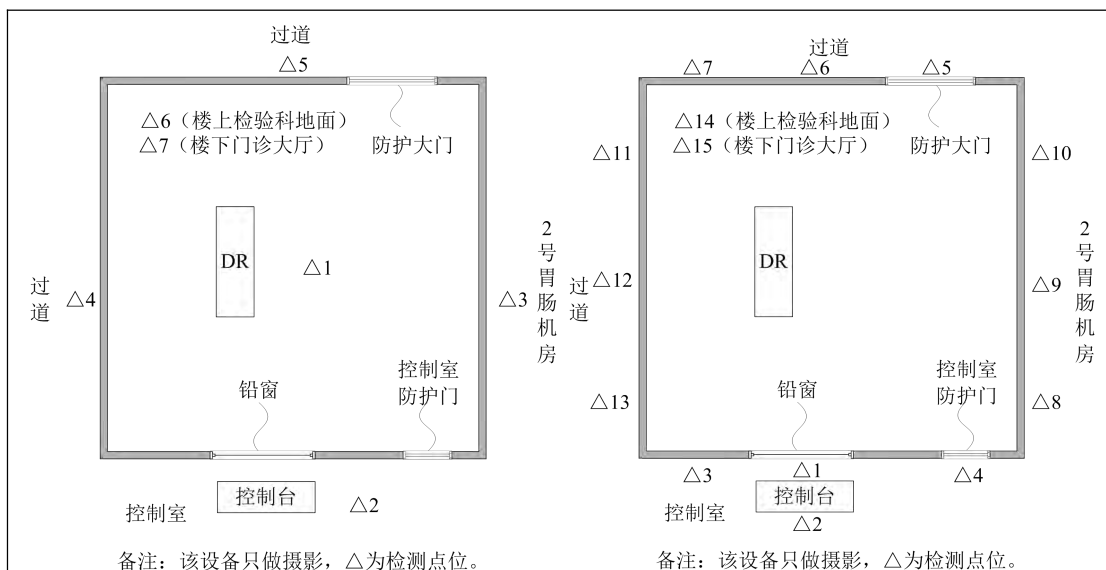 过道
△5
△6（楼上检验科地面）
△7（楼下门诊大厅）
防护大门
DR
△1
过道
△4
△3
2号胃肠机房
铅窗
控制室
防护门
控制台
△2
控制室
备注：该设备只做摄影，△为检测点位。
过道
△7
△6
△5
△14（楼上检验科地面）
△15（楼下门诊大厅）
防护大门
△11
△10
DR
过道
△12
△9
2号胃肠机房
铅窗
控制室
防护门
△13
△8
△3
△1
△4
控制台
控制室
△2
备注：该设备只做摄影，△为检测点位。